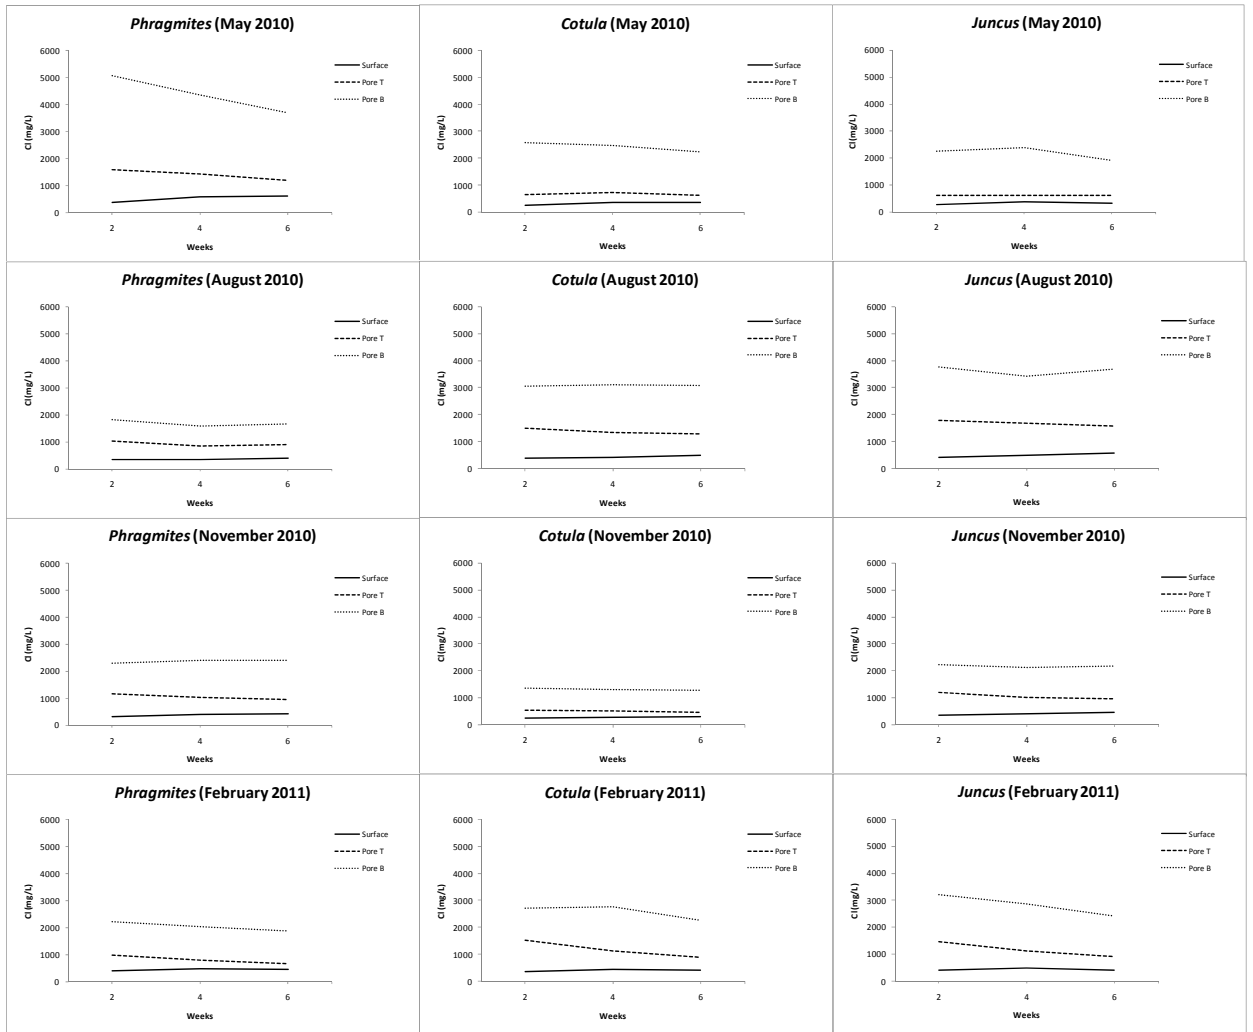 Phragmites (May 2010)
6000
5000
4000
3000
2000
1000
0
Cl (mg/L)
2 4 6
Weeks
Surface
Pore T
Pore B
Cotula (May 2010)
6000
5000
4000
3000
2000
1000
0
Cl (mg/L)
2 4 6
Weeks
Surface
Pore T
Pore B
Juncus (May 2010)
6000
5000
4000
3000
2000
1000
0
Cl (mg/L)
2 4 6
Weeks
Surface
Pore T
Pore B
Phragmites (August 2010)
6000
5000
4000
3000
2000
1000
0
Cl (mg/L)
2 4 6
Weeks
Surface
Pore T
Pore B
Cotula (August 2010)
6000
5000
4000
3000
2000
1000
0
Cl (mg/L)
2 4 6
Weeks
Surface
Pore T
Pore B
Juncus (August 2010)
6000
5000
4000
3000
2000
1000
0
Cl (mg/L)
2 4 6
Weeks
Surface
Pore T
Pore B
Phragmites (November 2010)
6000
5000
4000
3000
2000
1000
0
Cl (mg/L)
2 4 6
Weeks
Surface
Pore T
Pore B
Cotula (November 2010)
6000
5000
4000
3000
2000
1000
0
Cl (mg/L)
2 4 6
Weeks
Surface
Pore T
Pore B
Juncus (November 2010)
6000
5000
4000
3000
2000
1000
0
Cl (mg/L)
2 4 6
Weeks
Surface
Pore T
Pore B
Phragmites (February 2011)
6000
5000
4000
3000
2000
1000
0
Cl (mg/L)
2 4 6
Weeks
Surface
Pore T
Pore B
Cotula (February 2011)
6000
5000
4000
3000
2000
1000
0
Cl (mg/L)
2 4 6
Weeks
Surface
Pore T
Pore B
Juncus (February 2011)
6000
5000
4000
3000
2000
1000
0
Cl (mg/L)
2 4 6
Weeks
Surface
Pore T
Pore B